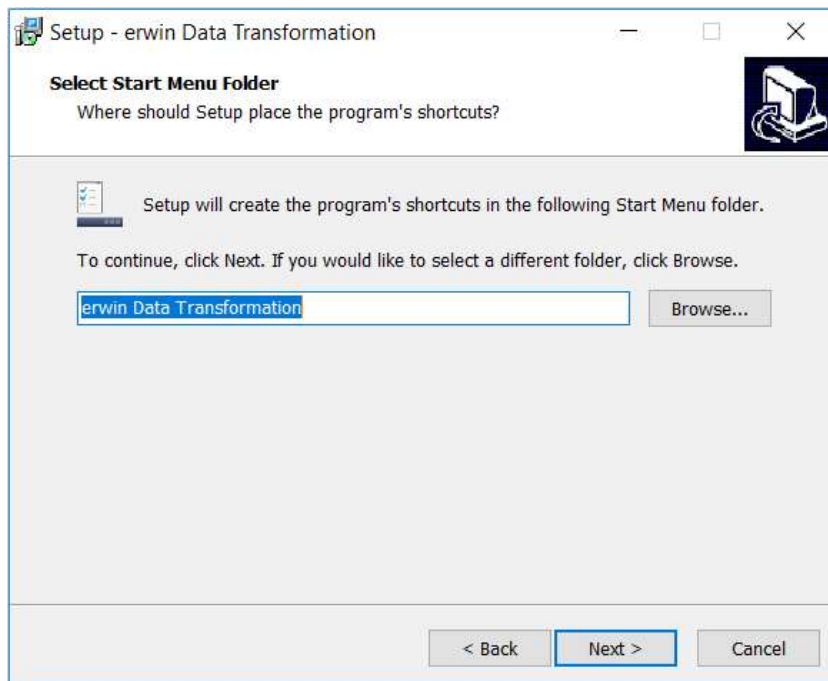 Setup - erwin Data Transformation
Select Start Menu Folder
Where should Setup place the program's shortcuts?
Setup will create the program's shortcuts in the following Start Menu folder.
To continue, click Next. If you would like to select a different folder, click Browse.
erwin Data Transformation
Browse...
< Back
Next >
Cancel